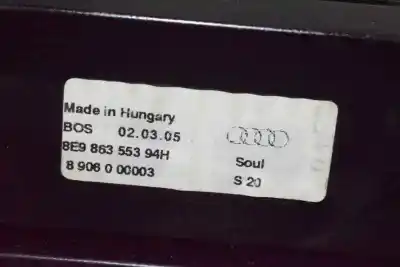 Made in Hungary
BOS 02.03.05
8E9 863 553 94H Soul
8 906 0 00003 S 20